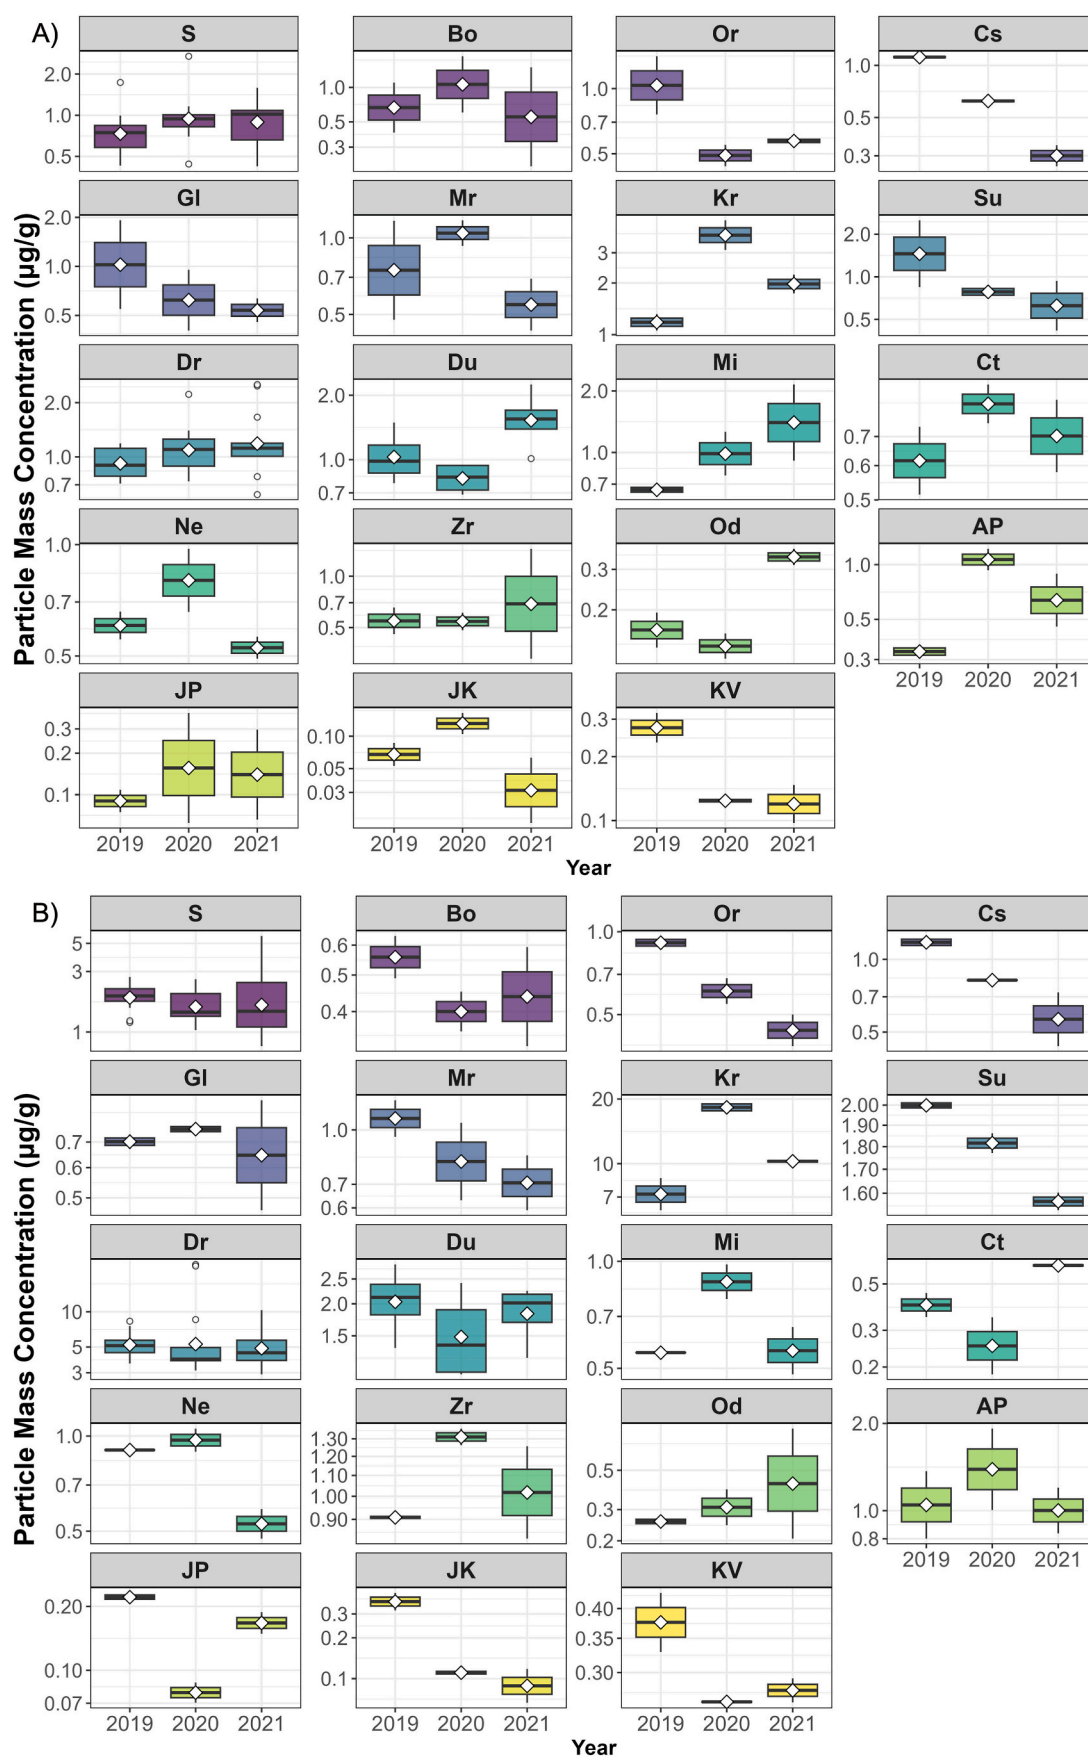 A)
S Bo Or Cs
2.0 1.0 0.5
1.0 0.5 0.3
1.0 0.7 0.5
1.0 0.5 0.3
Gl Mr Kr Su
2.0 1.0 0.5
1.0 0.7 0.5
3 2 1
2.0 1.0 0.5
Dr Du Mi Ct
2.0 1.0 0.7
2.0 1.0 0.7
2.0 1.0 0.7
0.7 0.6 0.5
Ne Zr Od AP
1.0 0.7 0.5
1.0 0.7 0.5
0.3 0.2
1.0 0.5 0.3
2019 2020 2021
JP JK KV
0.3 0.2 0.1
0.10 0.05 0.03
0.3 0.2 0.1
2019 2020 2021 2019 2020 2021 2019 2020 2021
Year
Particle Mass Concentration (µg/g)
B)
S Bo Or Cs
5 3 1
0.6 0.5 0.4
1.0 0.7 0.5
1.0 0.7 0.5
Gl Mr Kr Su
0.7 0.6 0.5
1.0 0.7 0.6
20 10 7
2.00 1.80 1.70 1.60
Dr Du Mi Ct
10 5 3
2.5 2.0 1.5
1.0 0.7 0.5
0.5 0.3 0.2
Ne Zr Od AP
1.0 0.7 0.5
1.30 1.20 1.10 1.00 0.90
0.5 0.3 0.2
2.0 1.0 0.8
2019 2020 2021
JP JK KV
0.20 0.10 0.07
0.3 0.2 0.1
0.40 0.35 0.30
2019 2020 2021 2019 2020 2021 2019 2020 2021
Year
Particle Mass Concentration (µg/g)